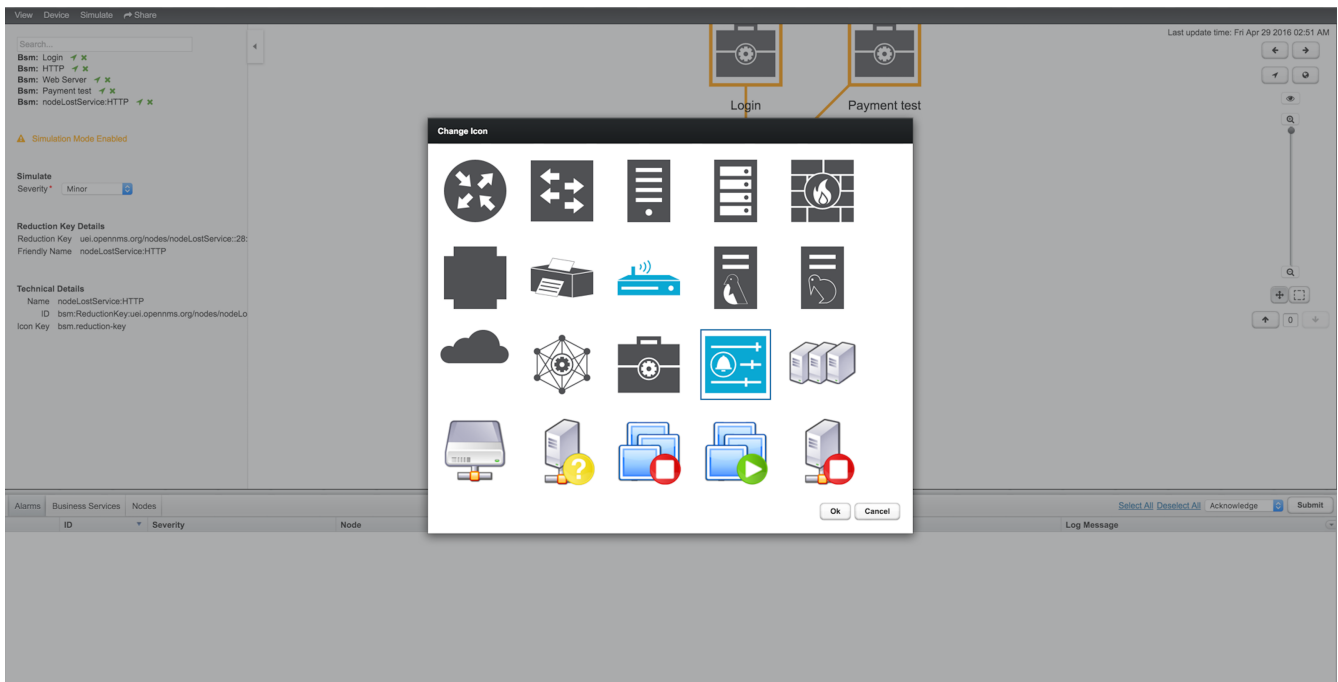 View Device Simulate Share
Last update time: Fri Apr 29 2016 02:51 AM
Search...
Bsm: Login
Bsm: HTTP
Bsm: Web Server
Bsm: Payment test
Bsm: nodeLostService:HTTP
Simulation Mode Enabled
Simulate
Severity* Minor
Reduction Key Details
Reduction Key uei.opennms.org/nodes/nodeLostService::28:
Friendly Name nodeLostService:HTTP
Technical Details
Name nodeLostService:HTTP
ID bsm:ReductionKey:uei.opennms.org/nodes/nodeLo
Icon Key bsm.reduction-key
Login Payment test
0
Change Icon
?
Ok Cancel
Alarms Business Services Nodes
Select All Deselect All Acknowledge Submit
ID Severity Node Log Message